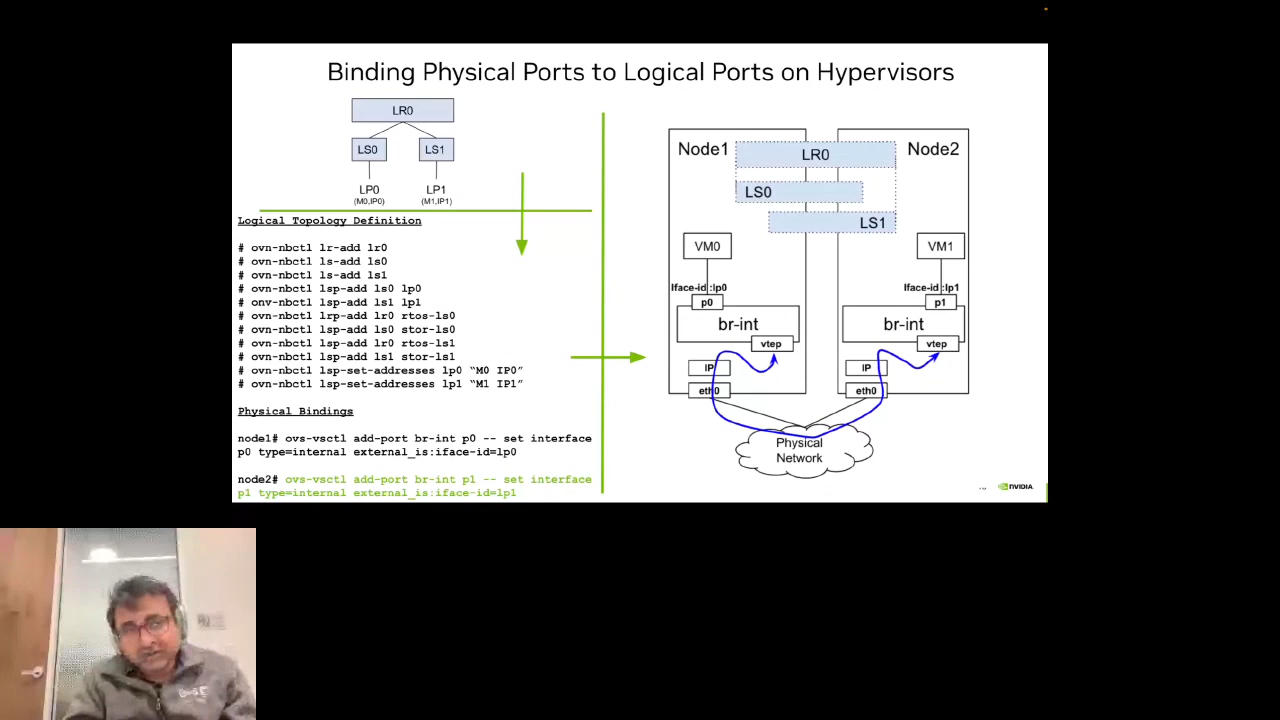 Binding Physical Ports to Logical Ports on Hypervisors
LR0
LS0
LS1
LP0
(M0,IP0)
LP1
(M1,IP1)
Logical Topology Definition
# ovn-nbctl lr-add lr0
# ovn-nbctl ls-add ls0
# ovn-nbctl ls-add ls1
# ovn-nbctl lsp-add ls0 lp0
# onv-nbctl lsp-add ls1 lp1
# ovn-nbctl lrp-add lr0 rtos-ls0
# ovn-nbctl lsp-add ls0 stor-ls0
# ovn-nbctl lsp-add lr0 rtos-ls1
# ovn-nbctl lsp-add ls1 stor-ls1
# ovn-nbctl lsp-set-addresses lp0 “M0 IP0”
# ovn-nbctl lsp-set-addresses lp1 “M1 IP1”
Physical Bindings
node1# ovs-vsctl add-port br-int p0 -- set interface
p0 type=internal external_is:iface-id=lp0
node2# ovs-vsctl add-port br-int p1 -- set interface
p1 type=internal external_is:iface-id=lp1
Node1
Node2
LR0
LS0
LS1
VM0
VM1
Iface-id :lp0
Iface-id :lp1
p0
p1
br-int
br-int
vtep
vtep
IP
IP
eth0
eth0
Physical
Network
NVIDIA